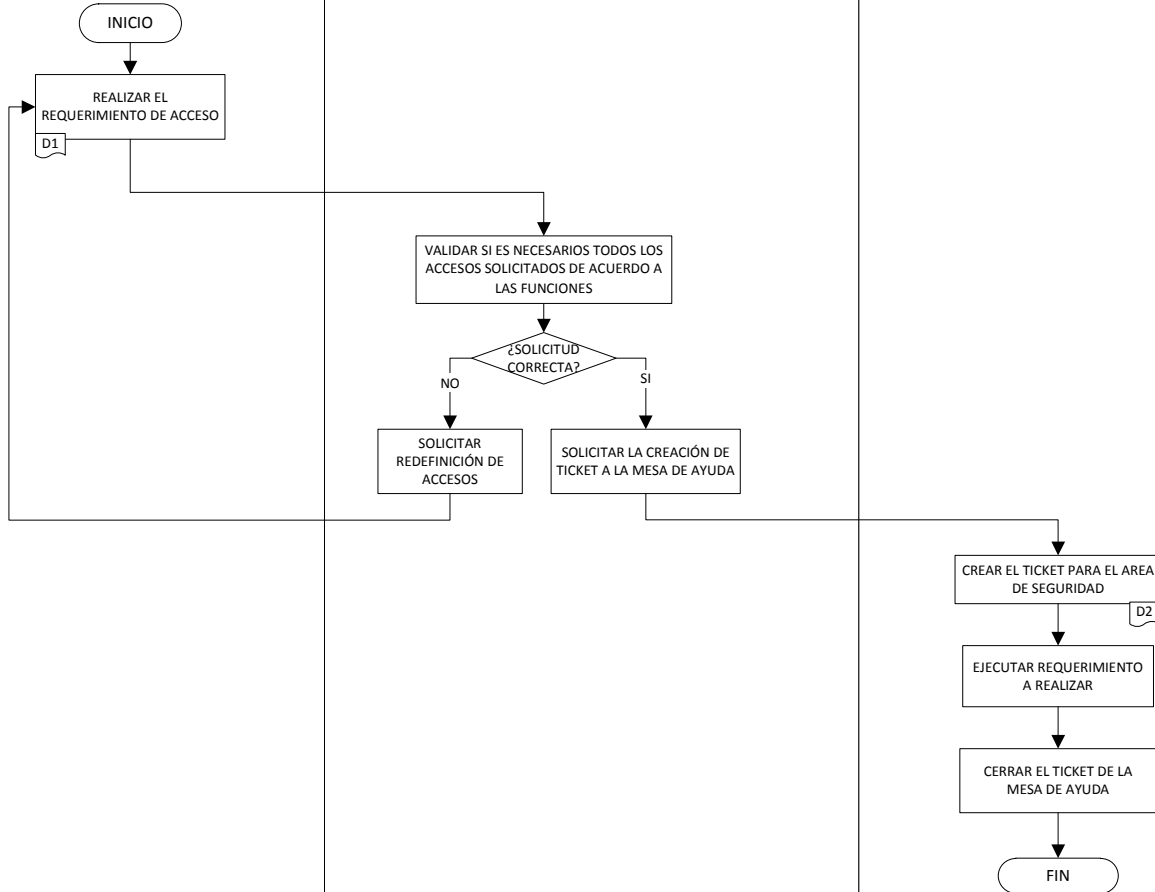 INICIO
REALIZAR EL
REQUERIMIENTO DE ACCESO
D1
VALIDAR SI ES NECESARIOS TODOS LOS
ACCESOS SOLICITADOS DE ACUERDO A
LAS FUNCIONES
¿SOLICITUD
CORRECTA?
NO
SI
SOLICITAR
REDEFINICIÓN DE
ACCESOS
SOLICITAR LA CREACIÓN DE
TICKET A LA MESA DE AYUDA
CREAR EL TICKET PARA EL AREA
DE SEGURIDAD
D2
EJECUTAR REQUERIMIENTO
A REALIZAR
CERRAR EL TICKET DE LA
MESA DE AYUDA
FIN